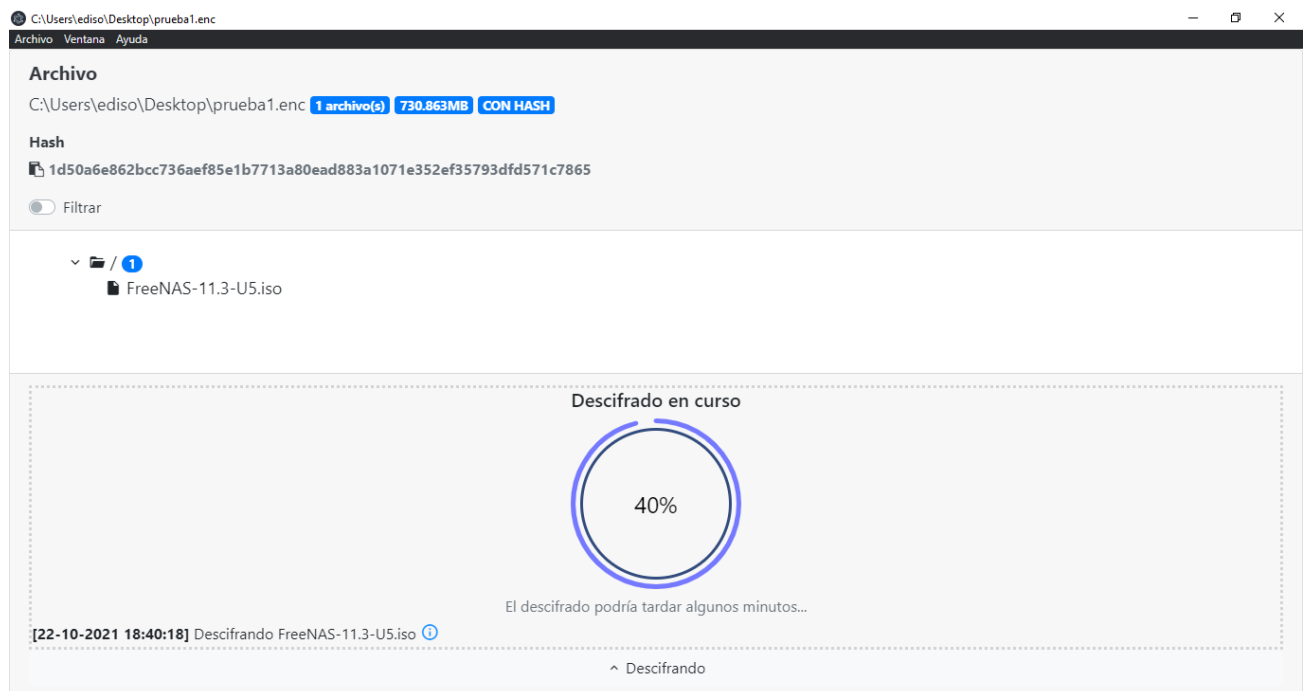 C:\Users\ediso\Desktop\prueba1.enc
Archivo Ventana Ayuda
Archivo
C:\Users\ediso\Desktop\prueba1.enc 1 archivo(s) 730.863MB CON HASH
Hash
1d50a6e862bcc736aef85e1b7713a80ead883a1071e352ef35793dfd571c7865
Filtrar
/ 1
FreeNAS-11.3-U5.iso
Descifrado en curso
40%
El descifrado podría tardar algunos minutos...
[22-10-2021 18:40:18] Descifrando FreeNAS-11.3-U5.iso
Descifrando